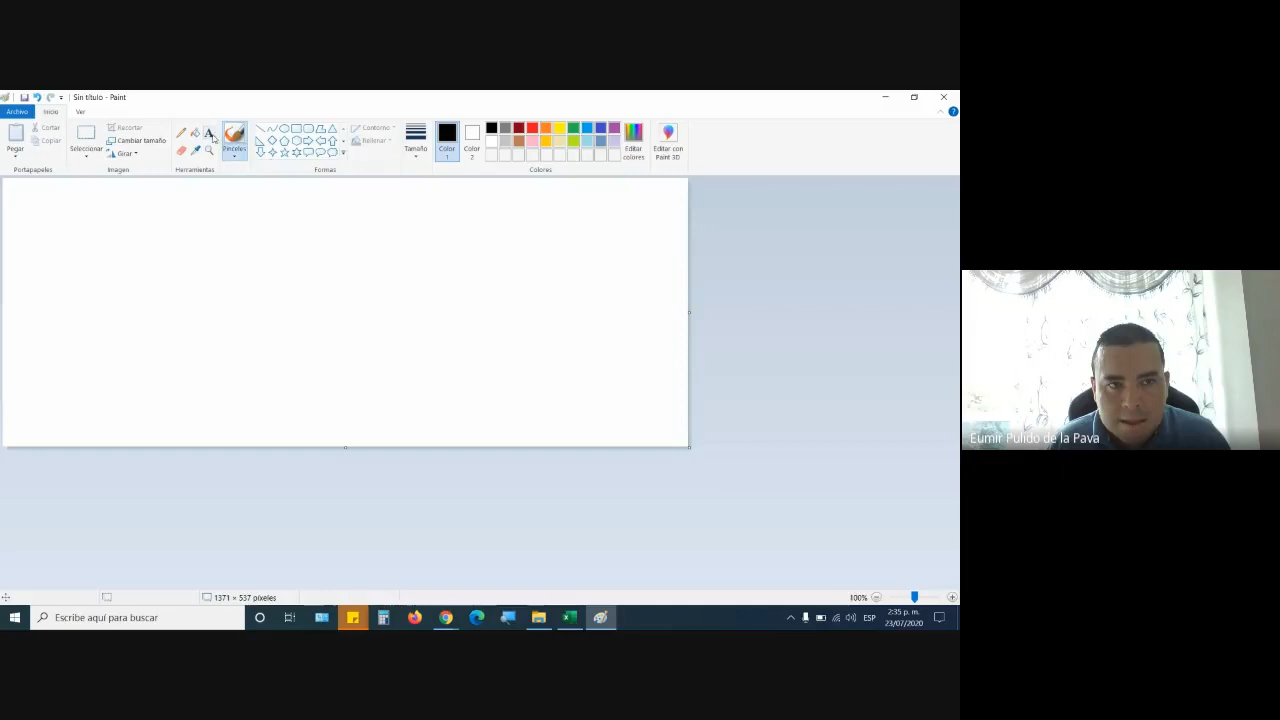 Sin título - Paint
Archivo Inicio Ver
Pegar
Cortar
Copiar
Portapapeles
Seleccionar
Recortar
Cambiar tamaño
Girar
Imagen
A
Herramientas
Pinceles
Contorno
Rellenar
Formas
Tamaño
Color 1
Color 2
Editar colores
Editar con Paint 3D
Colores
Eumir Pulido de la Pava
1371 × 537 píxeles
100%
Escribe aquí para buscar
ESP
2:35 p. m.
23/07/2020